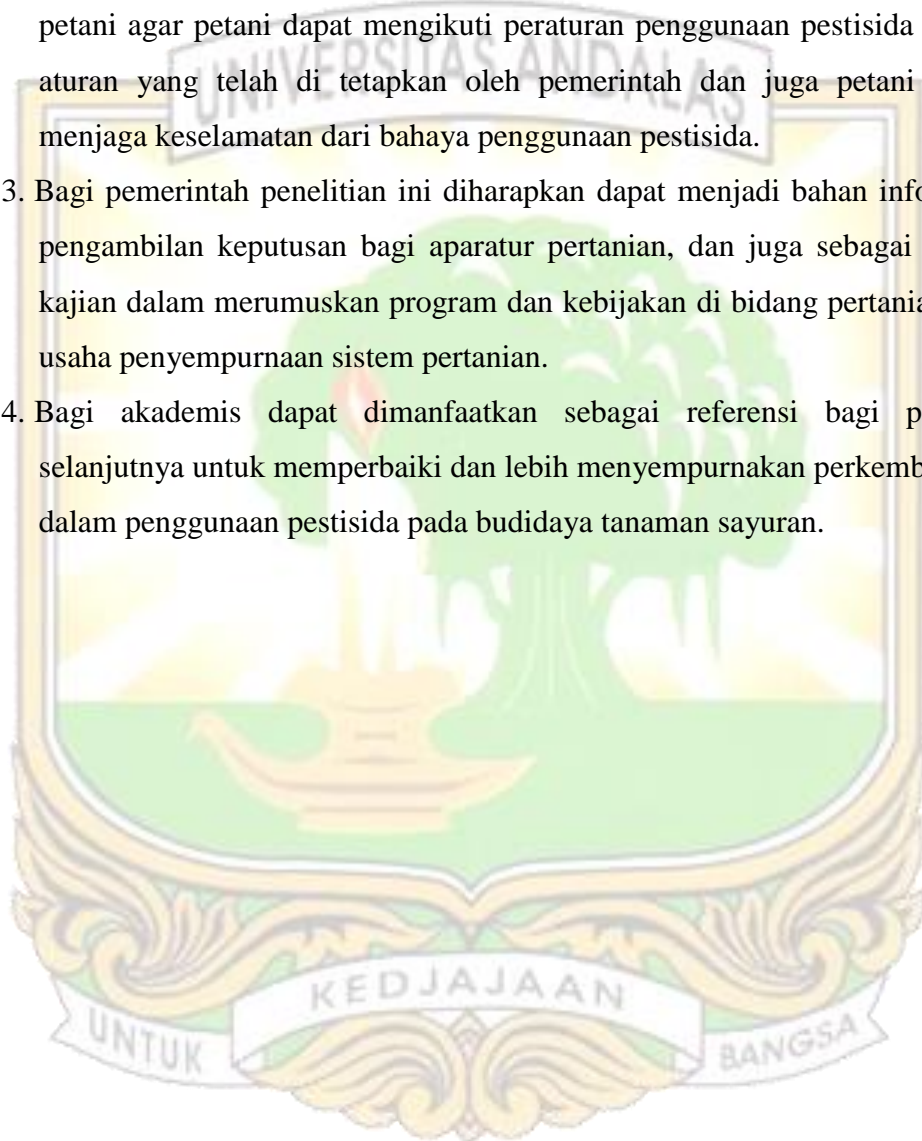 petani agar petani dapat mengikuti peraturan penggunaan pestisida
aturan yang telah di tetapkan oleh pemerintah dan juga petani
menjaga keselamatan dari bahaya penggunaan pestisida.
3. Bagi pemerintah penelitian ini diharapkan dapat menjadi bahan info
pengambilan keputusan bagi aparatur pertanian, dan juga sebagai
kajian dalam merumuskan program dan kebijakan di bidang pertania
usaha penyempurnaan sistem pertanian.
4. Bagi akademis dapat dimanfaatkan sebagai referensi bagi p
selanjutnya untuk memperbaiki dan lebih menyempurnakan perkemb
dalam penggunaan pestisida pada budidaya tanaman sayuran.
UNIVERSITAS ANDALAS
UNTUK KEDJAJAAN BANGSA